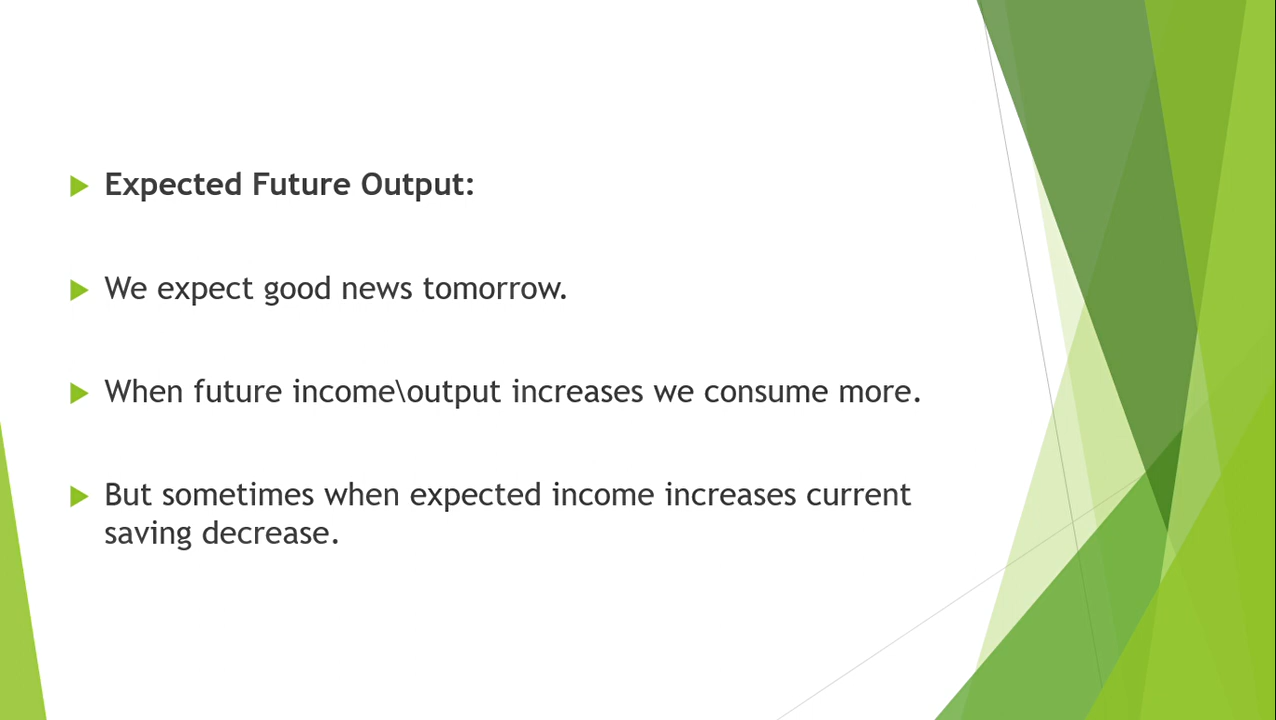 Expected Future Output:
We expect good news tomorrow.
When future income\output increases we consume more.
But sometimes when expected income increases current
saving decrease.